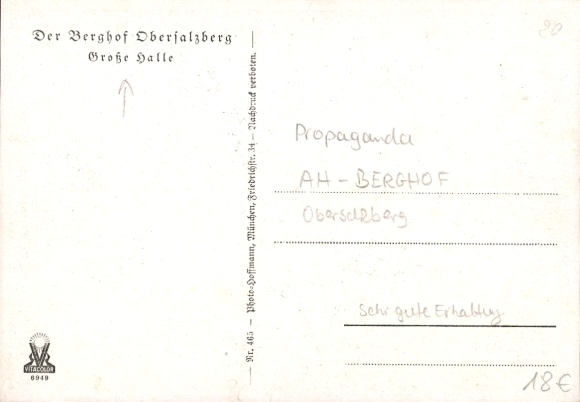 Der Berghof Obersalzberg
Große Halle
Nr. 465 – Photo-Hoffmann, München, Friedrichstr. 34 – Nachdruck verboten.
20
Propaganda
AH - BERGHOF
Obersalzberg
Sehr gute Erhaltung
18€
VITACOLOR
6949